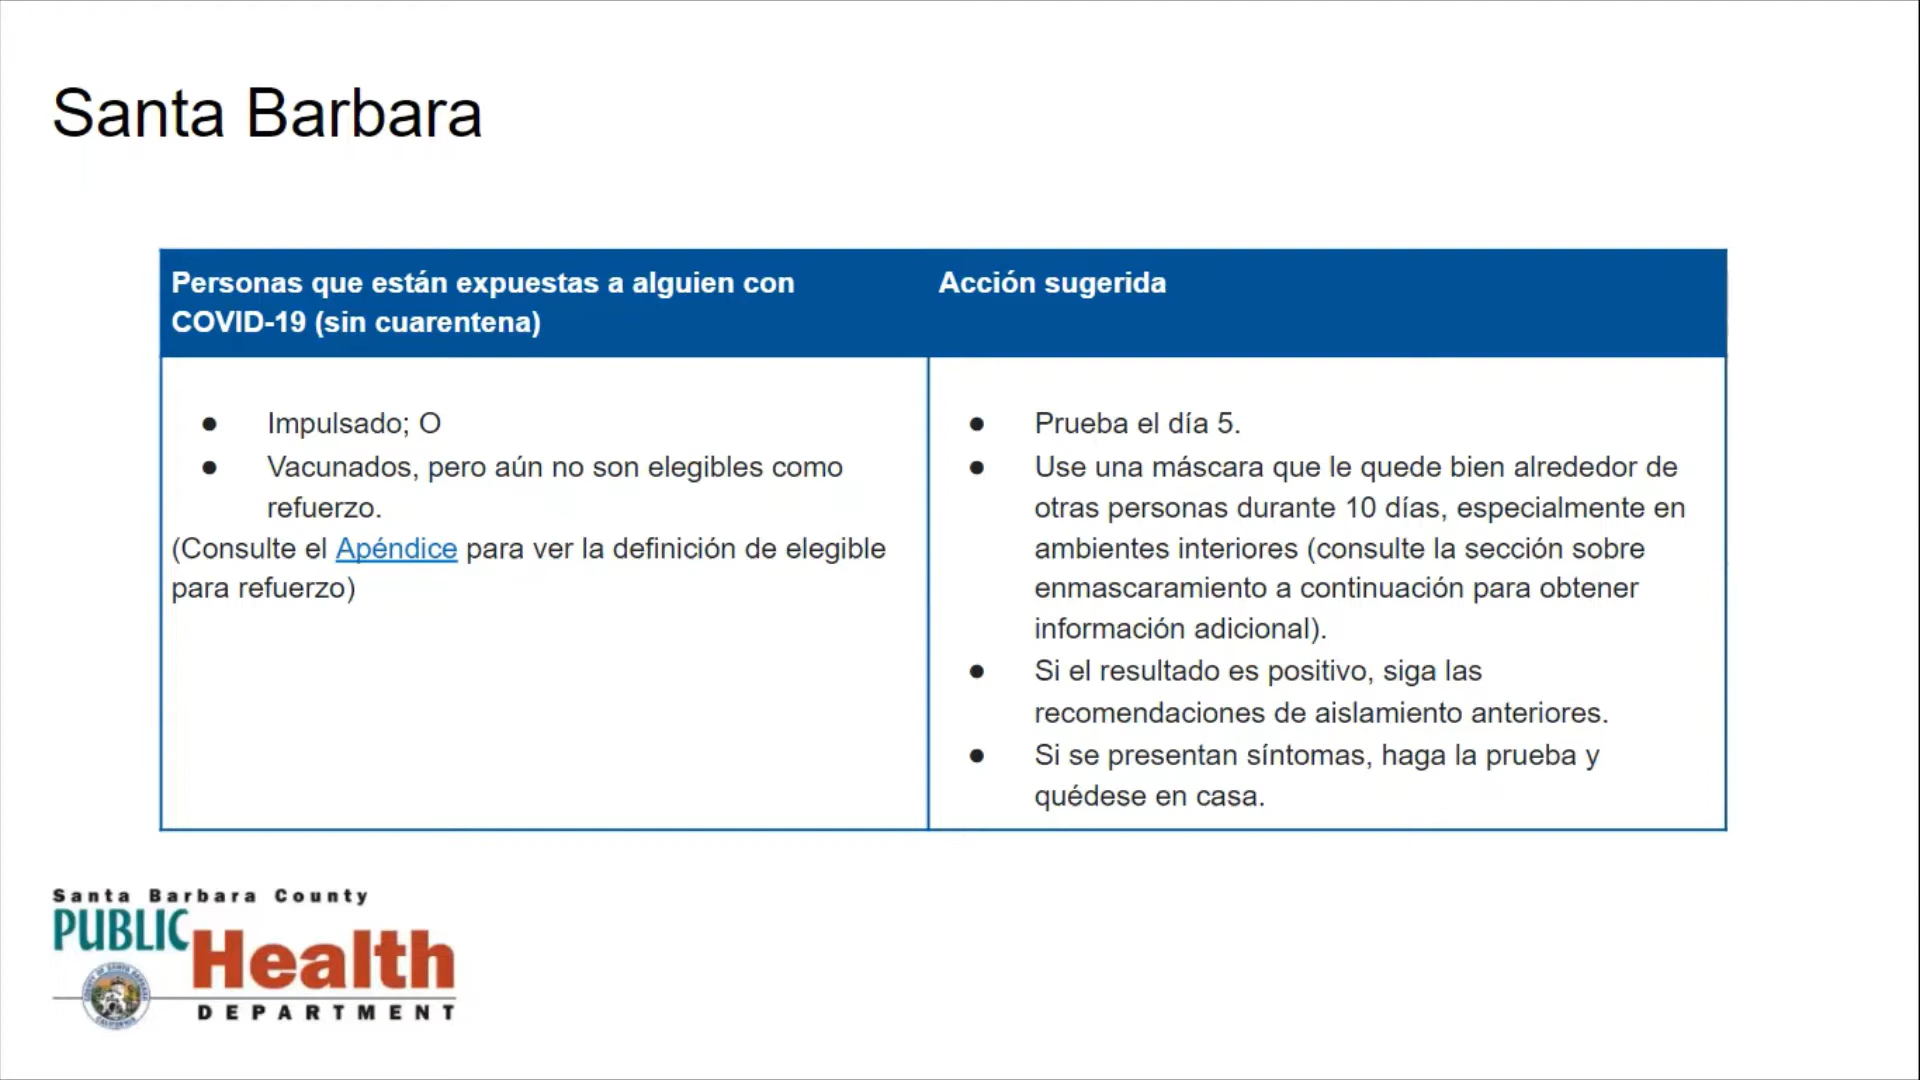 Santa Barbara
Personas que están expuestas a alguien con
COVID-19 (sin cuarentena)
Acción sugerida
● Impulsado; O
● Vacunados, pero aún no son elegibles como
refuerzo.
(Consulte el Apéndice para ver la definición de elegible
para refuerzo)
● Prueba el día 5.
● Use una máscara que le quede bien alrededor de
otras personas durante 10 días, especialmente en
ambientes interiores (consulte la sección sobre
enmascaramiento a continuación para obtener
información adicional).
● Si el resultado es positivo, siga las
recomendaciones de aislamiento anteriores.
● Si se presentan síntomas, haga la prueba y
quédese en casa.
Santa Barbara County
PUBLIC
Health
DEPARTMENT